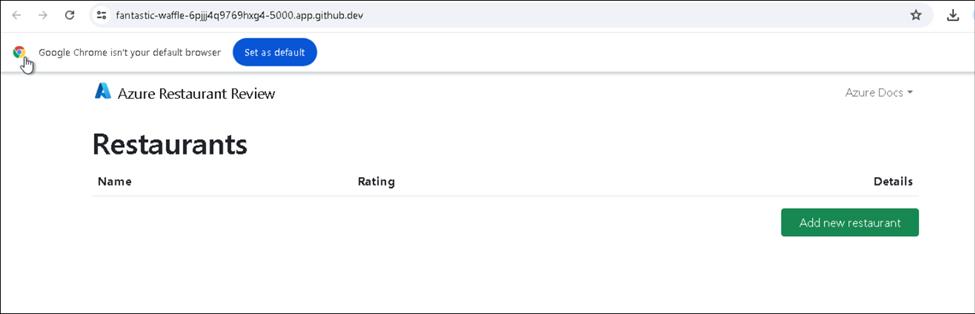 fantastic-waffle-6pjjj4q9769hxg4-5000.app.github.dev
Google Chrome isn't your default browser Set as default
Azure Restaurant Review Azure Docs
Restaurants
Name Rating Details
Add new restaurant